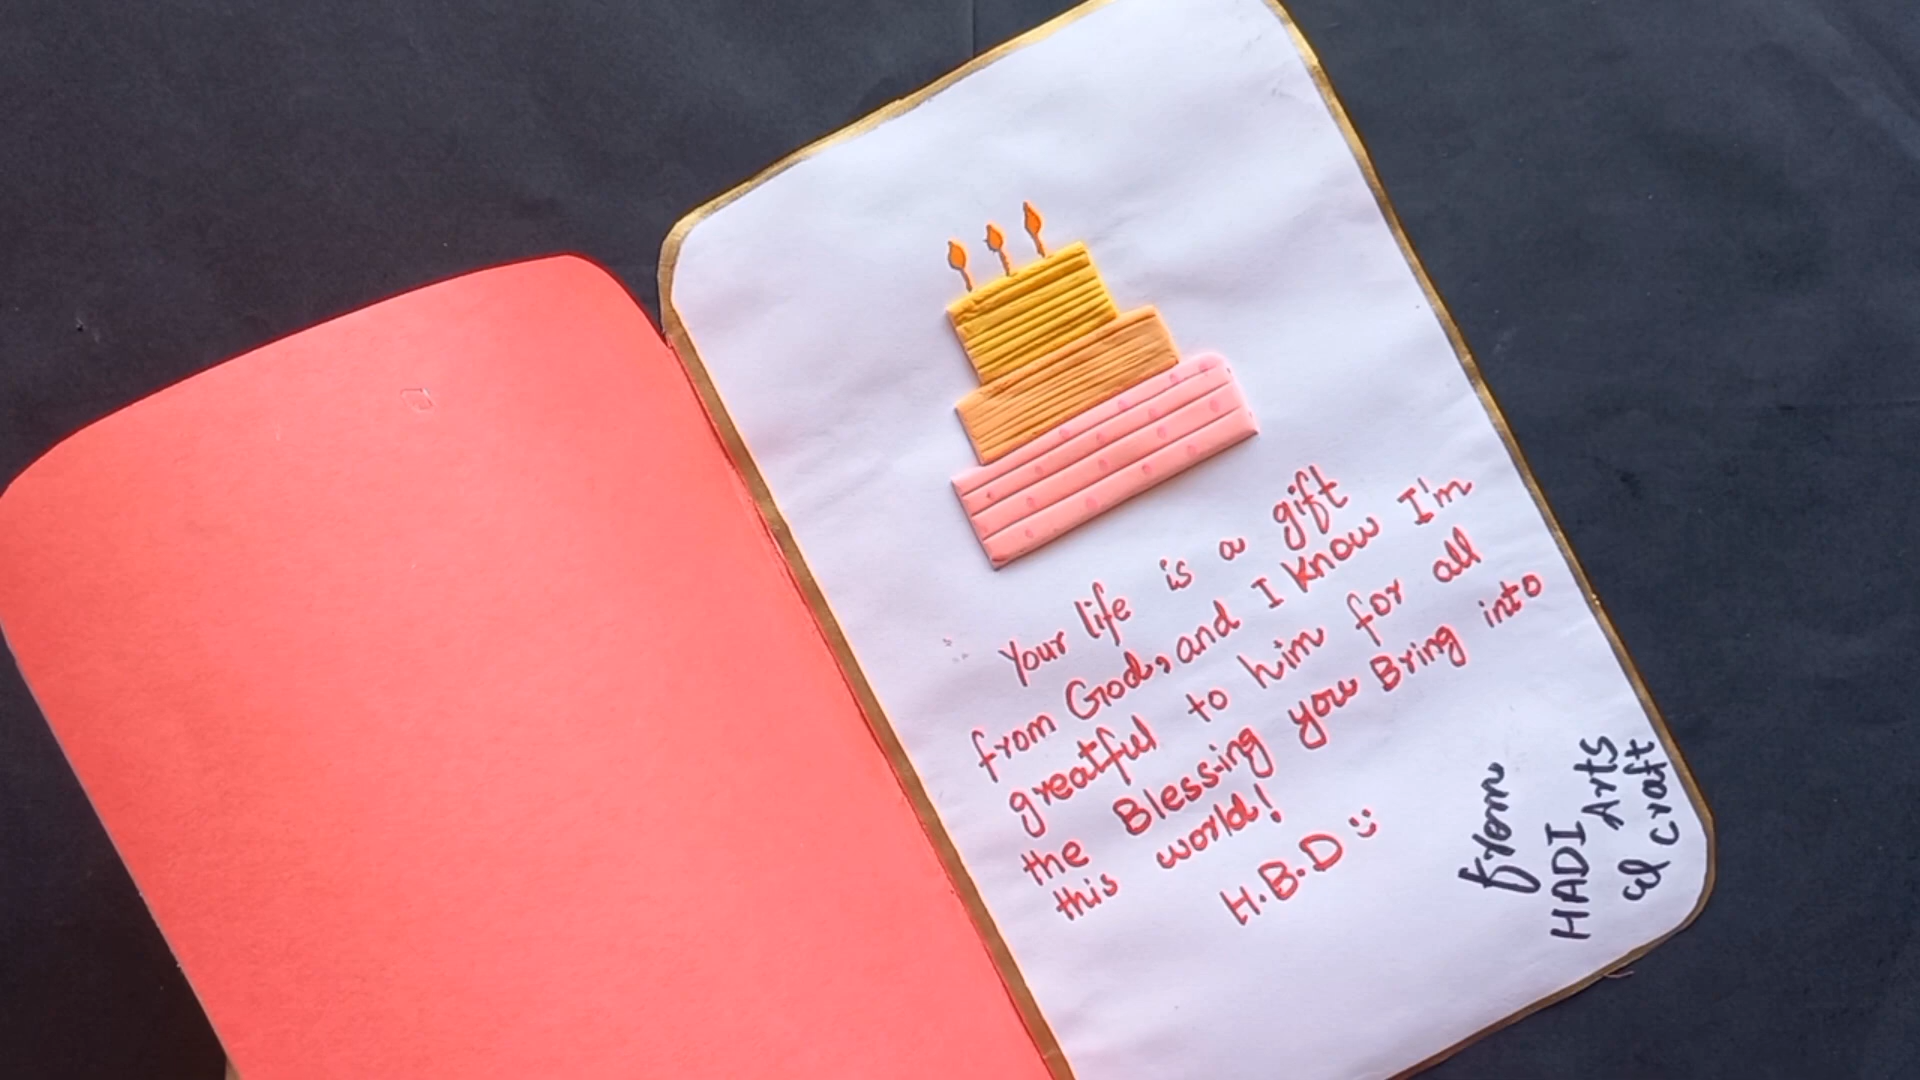 Your life is a gift
from God, and I know I'm
greatful to him for all
the Blessing you Bring into
this world!
H.B.D
from
HADI
Arts
&
craft